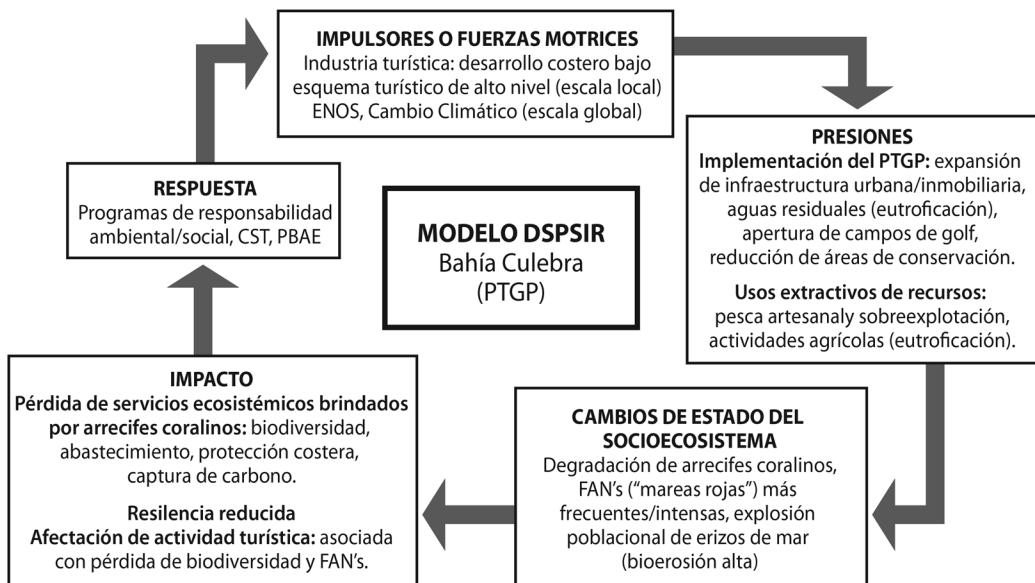 IMPULSORES O FUERZAS MOTRICES
Industria turística: desarrollo costero bajo
esquema turístico de alto nivel (escala local)
ENOS, Cambio Climático (escala global)
PRESIONES
Implementación del PTGP: expansión
de infraestructura urbana/inmobiliaria,
aguas residuales (eutroficación),
apertura de campos de golf,
reducción de áreas de conservación.
Usos extractivos de recursos:
pesca artesanaly sobreexplotación,
actividades agrícolas (eutroficación).
CAMBIOS DE ESTADO DEL
SOCIOECOSISTEMA
Degradación de arrecifes coralinos,
FAN’s (“mareas rojas”) más
frecuentes/intensas, explosión
poblacional de erizos de mar
(bioerosión alta)
IMPACTO
Pérdida de servicios ecosistémicos brindados
por arrecifes coralinos: biodiversidad,
abastecimiento, protección costera,
captura de carbono.
Resilencia reducida
Afectación de actividad turística: asociada
con pérdida de biodiversidad y FAN’s.
RESPUESTA
Programas de responsabilidad
ambiental/social, CST, PBAE
MODELO DSPSIR
Bahía Culebra
(PTGP)